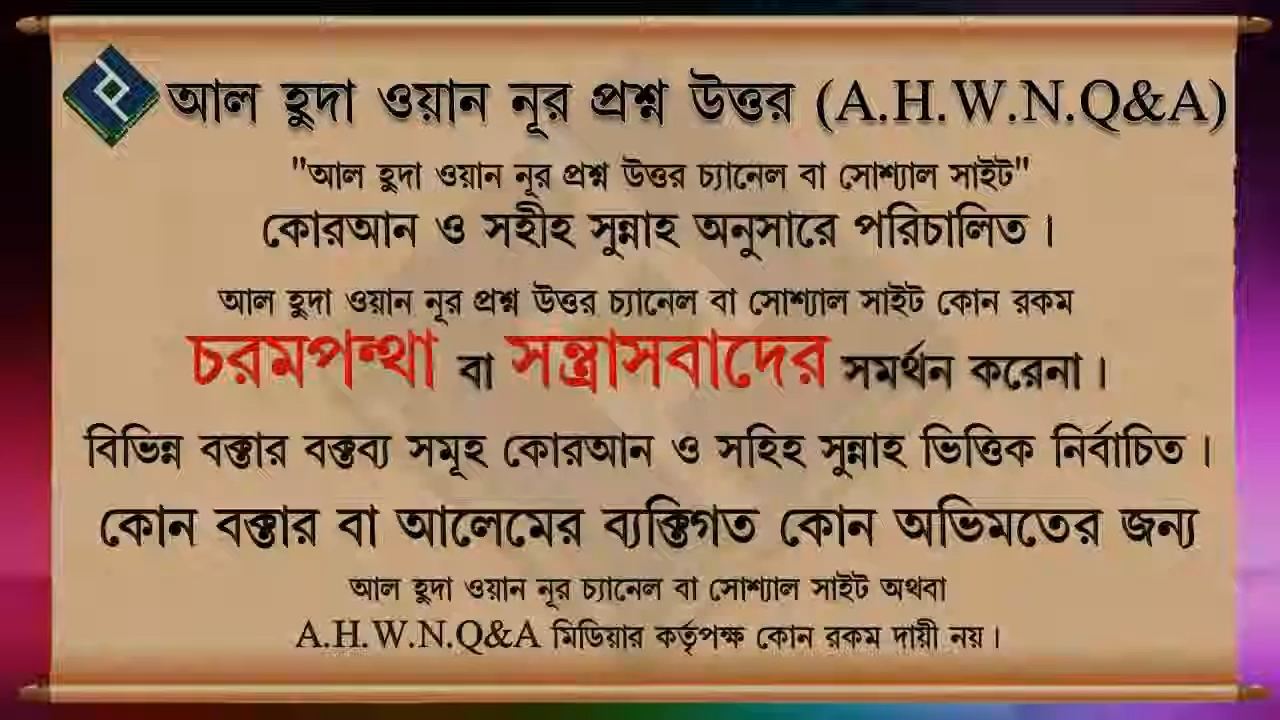 আল হুদা ওয়ান নূর প্রশ্ন উত্তর (A.H.W.N.Q&A)
"আল হুদা ওয়ান নূর প্রশ্ন উত্তর চ্যানেল বা সোশ্যাল সাইট"
কোরআন ও সহীহ সুন্নাহ অনুসারে পরিচালিত।
আল হুদা ওয়ান নূর প্রশ্ন উত্তর চ্যানেল বা সোশ্যাল সাইট কোন রকম
চরমপন্থা বা সন্ত্রাসবাদের সমর্থন করেনা।
বিভিন্ন বক্তার বক্তব্য সমূহ কোরআন ও সহিহ সুন্নাহ ভিত্তিক নির্বাচিত।
কোন বক্তার বা আলেমের ব্যক্তিগত কোন অভিমতের জন্য
আল হুদা ওয়ান নূর চ্যানেল বা সোশ্যাল সাইট অথবা
A.H.W.N.Q&A মিডিয়ার কর্তৃপক্ষ কোন রকম দায়ী নয়।